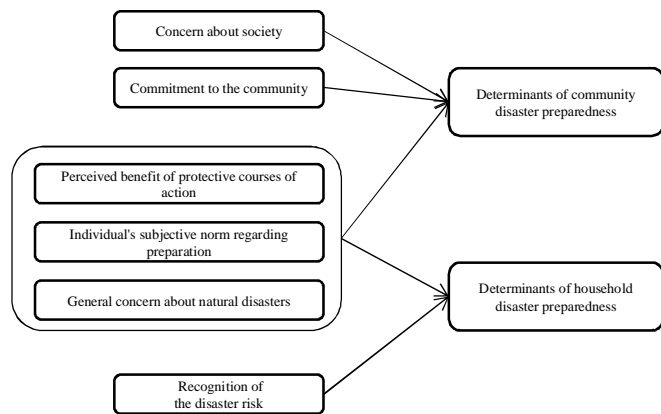 Concern about society
Commitment to the community
Determinants of community
disaster preparedness
Perceived benefit of protective courses of
action
Individual's subjective norm regarding
preparation
General concern about natural disasters
Determinants of household
disaster preparedness
Recognition of
the disaster risk